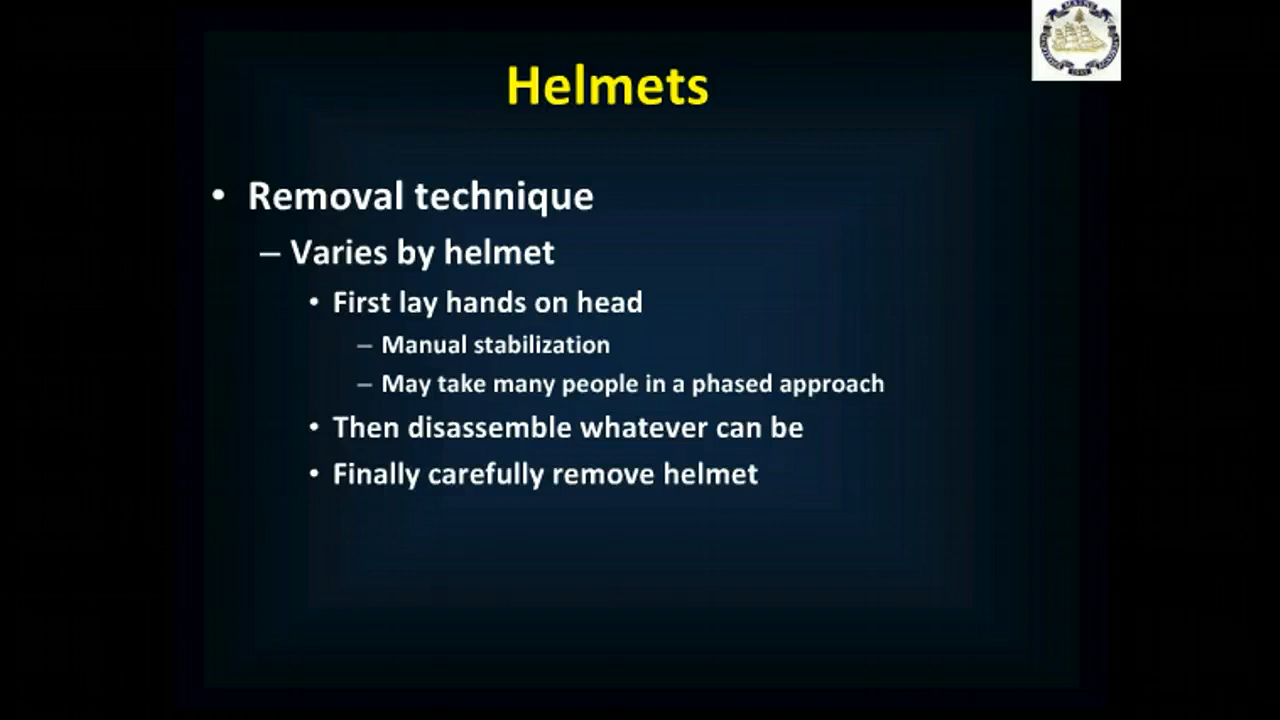 Helmets
• Removal technique
– Varies by helmet
• First lay hands on head
– Manual stabilization
– May take many people in a phased approach
• Then disassemble whatever can be
• Finally carefully remove helmet